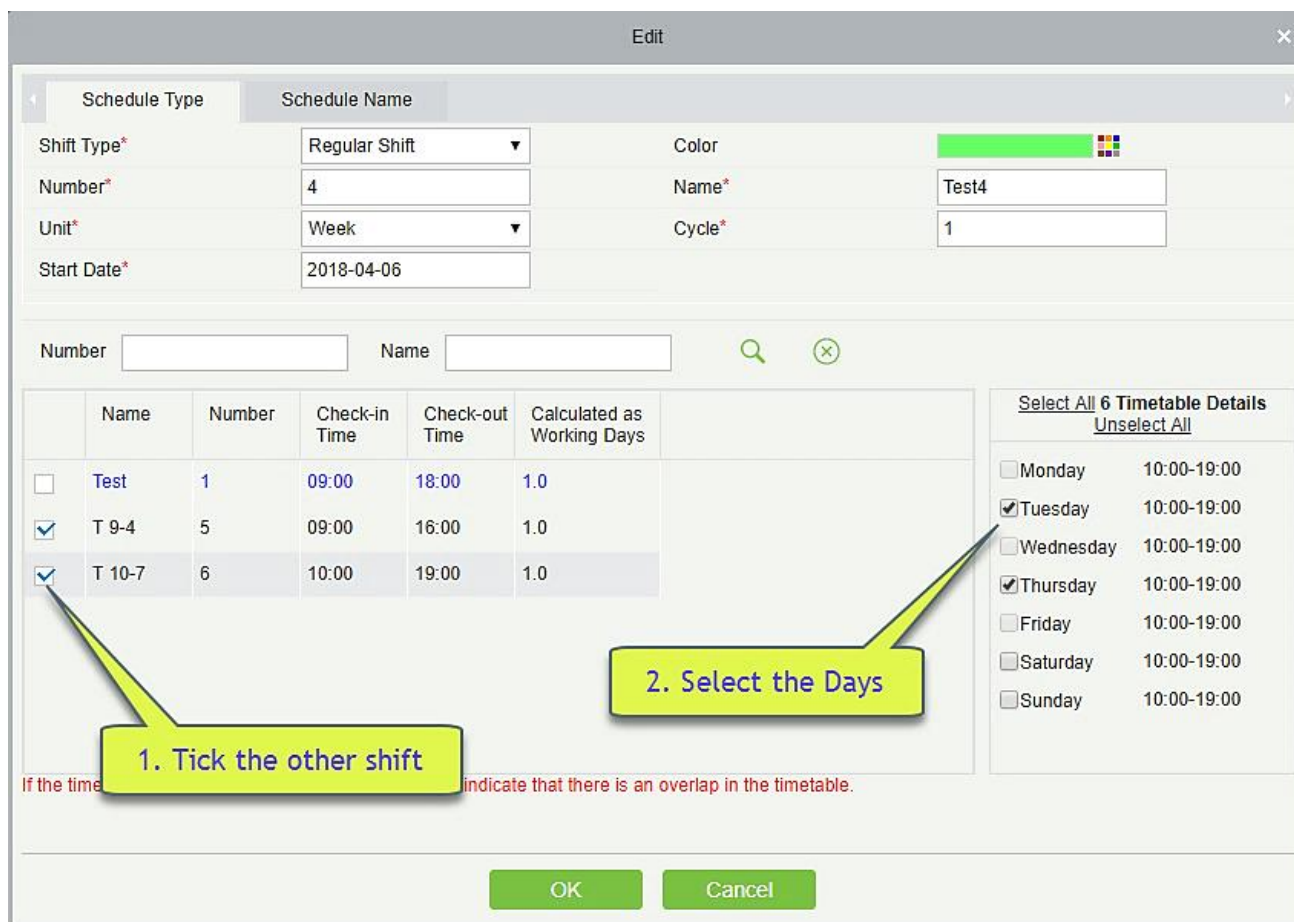 Edit
Schedule Type Schedule Name
Shift Type* Regular Shift Color
Number* 4 Name* Test4
Unit* Week Cycle* 1
Start Date* 2018-04-06
Number Name
Name Number Check-in Time Check-out Time Calculated as Working Days
Test 1 09:00 18:00 1.0
T 9-4 5 09:00 16:00 1.0
T 10-7 6 10:00 19:00 1.0
Select All 6 Timetable Details
Unselect All
Monday 10:00-19:00
Tuesday 10:00-19:00
Wednesday 10:00-19:00
Thursday 10:00-19:00
Friday 10:00-19:00
Saturday 10:00-19:00
Sunday 10:00-19:00
2. Select the Days
1. Tick the other shift
If the time indicate that there is an overlap in the timetable.
OK Cancel